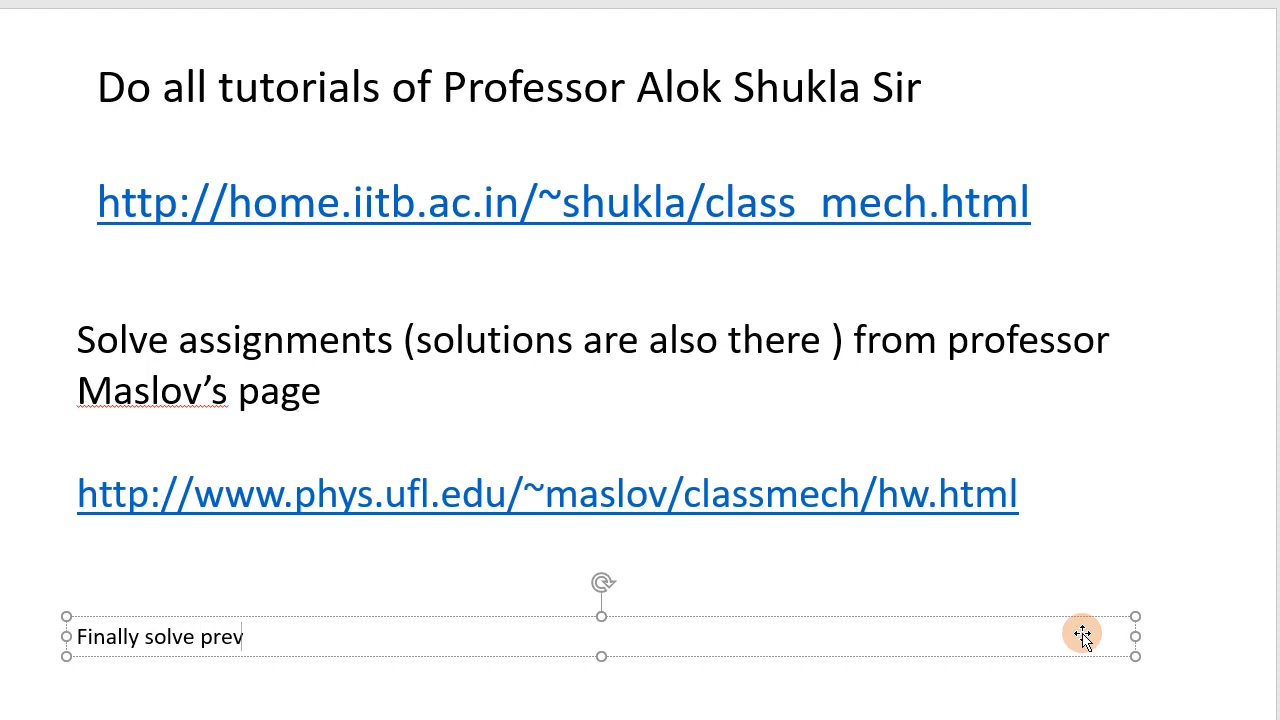 Do all tutorials of Professor Alok Shukla Sir
http://home.iitb.ac.in/~shukla/class_mech.html
Solve assignments (solutions are also there ) from professor
Maslov’s page
http://www.phys.ufl.edu/~maslov/classmech/hw.html
Finally solve prev